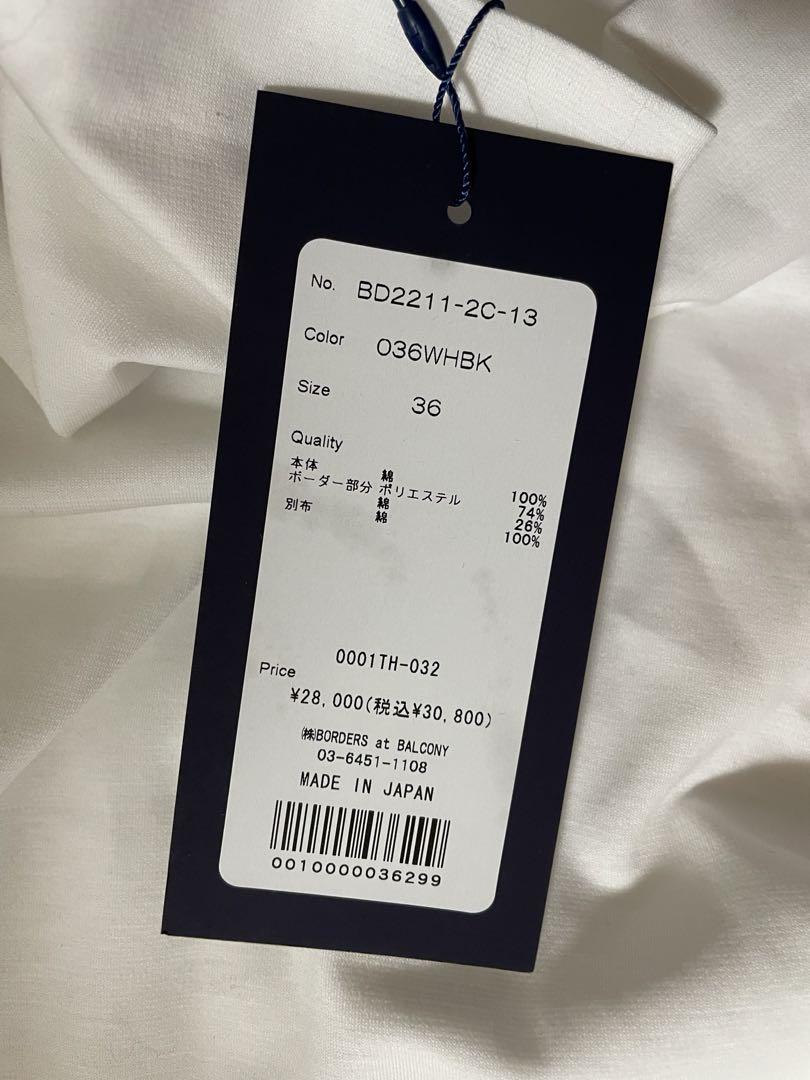 No. BD2211-2C-13
Color 036WHBK
Size 36
Quality
本体 綿 100%
ボーダー部分 ポリエステル 74%
綿 26%
別布 綿 100%
0001TH-032
Price
¥28,000(税込¥30,800)
㈱BORDERS at BALCONY
03-6451-1108
MADE IN JAPAN
0010000036299